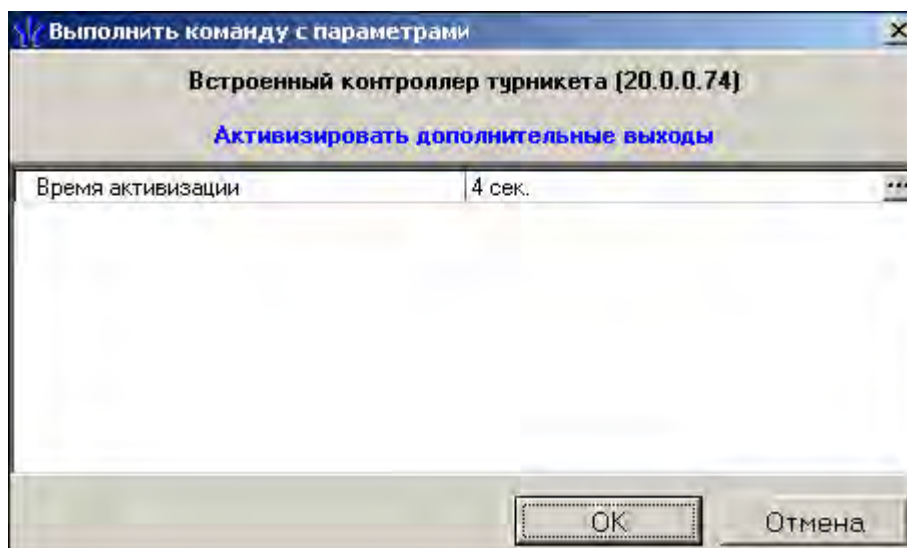 Выполнить команду с параметрами
Встроенный контроллер турникета (20.0.0.74)
Активизировать дополнительные выходы
Время активизации 4 сек. ...
OK Отмена